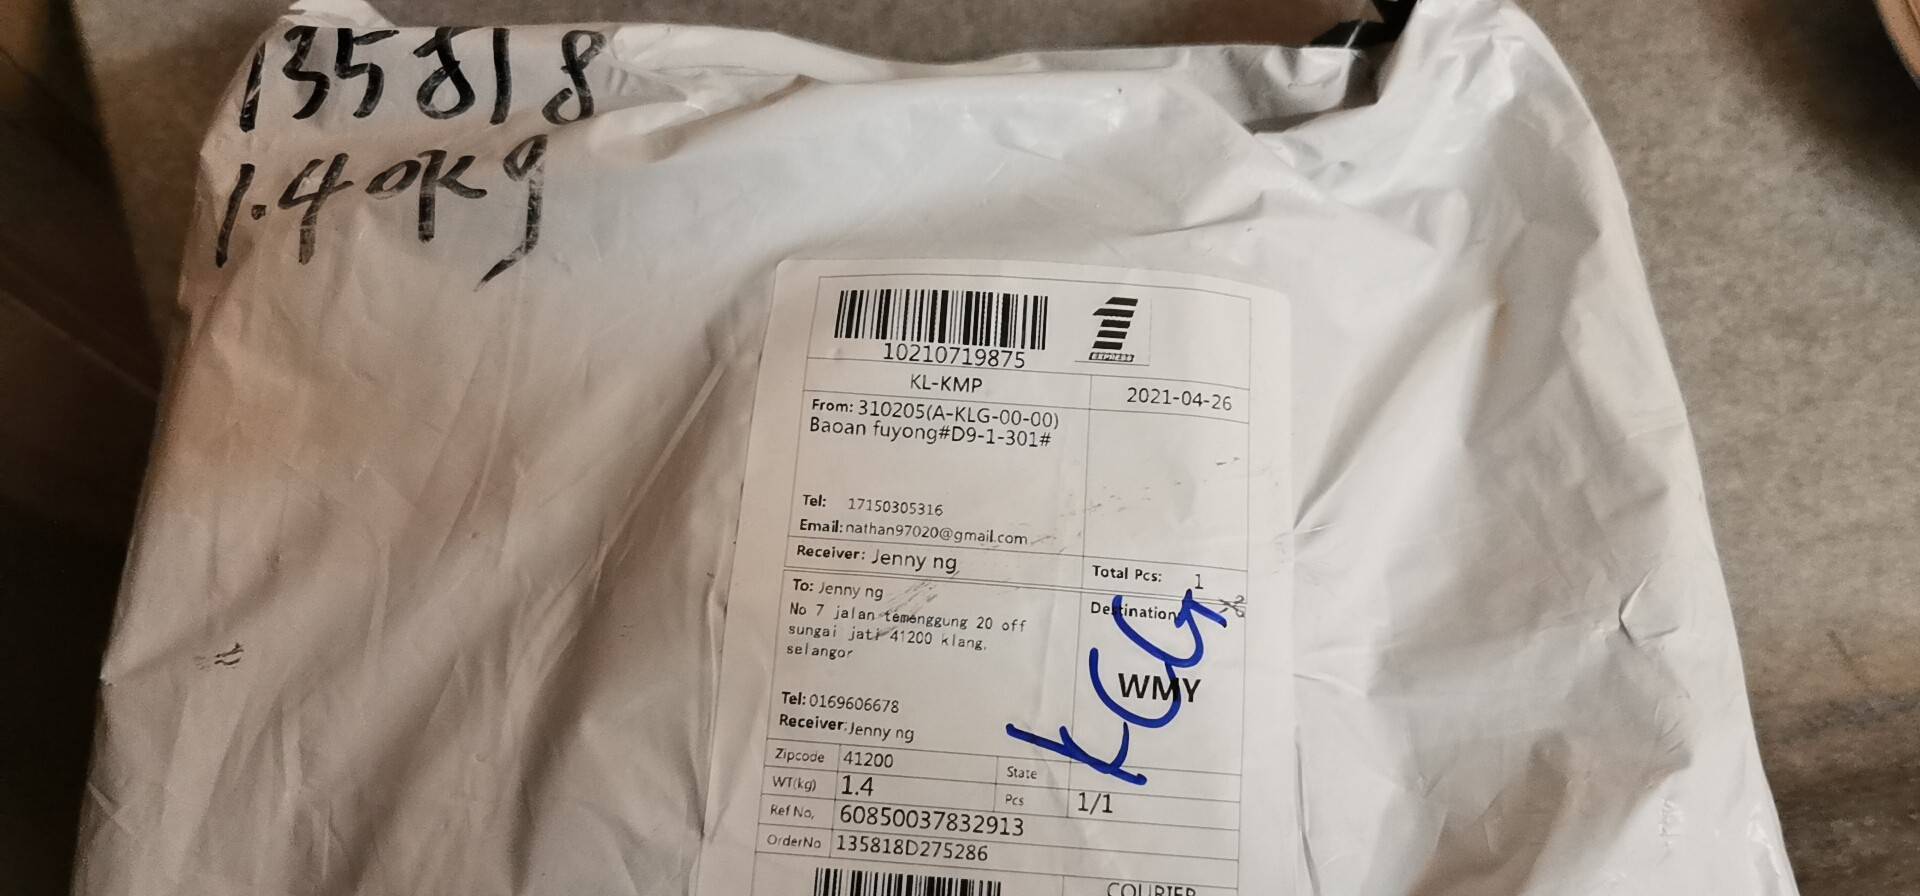 135818
1.40kg
10210719875
EXPRESS
KL-KMP
2021-04-26
From: 310205(A-KLG-00-00)
Baoan fuyong#D9-1-301#
Tel: 17150305316
Email: nathan97020@gmail.com
Receiver: Jenny ng
Total Pcs: 1
To: Jenny ng
No 7 jalan temenggung 20 off
sungai jati 41200 klang,
selangor
Destination
WMY
KCG
Tel: 0169606678
Receiver: Jenny ng
Zipcode 41200
State
WT(kg) 1.4
Pcs 1/1
Ref No, 60850037832913
OrderNo 135818D275286
COURIER